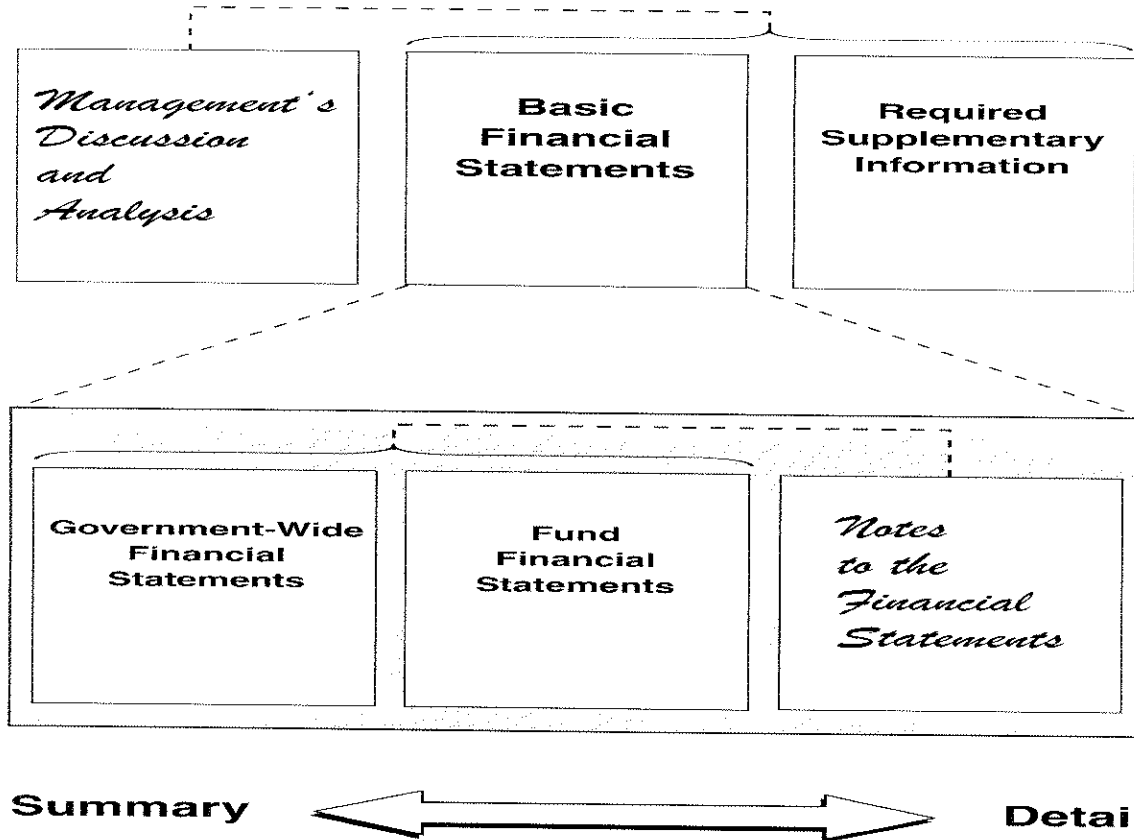 Management's
Discussion
and
Analysis
Basic
Financial
Statements
Required
Supplementary
Information
Government-Wide
Financial
Statements
Fund
Financial
Statements
Notes
to the
Financial
Statements
Summary
Detai